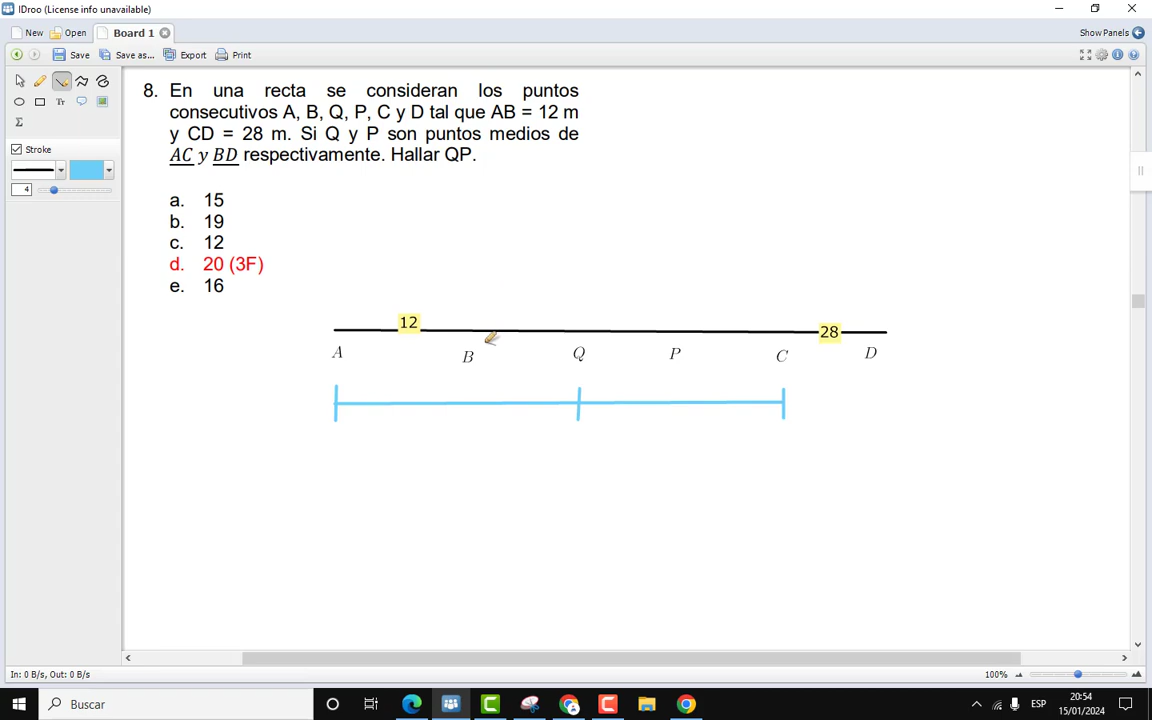 IDroo (License info unavailable)
New Open Board 1 Show Panels
Save Save as... Export Print
Tr
Σ
Stroke
4
8. En una recta se consideran los puntos
consecutivos A, B, Q, P, C y D tal que AB = 12 m
y CD = 28 m. Si Q y P son puntos medios de
AC y BD respectivamente. Hallar QP.
a. 15
b. 19
c. 12
d. 20 (3F)
e. 16
12 28
A B Q P C D
In: 0 B/s, Out: 0 B/s 100%
Buscar ESP 20:54
15/01/2024